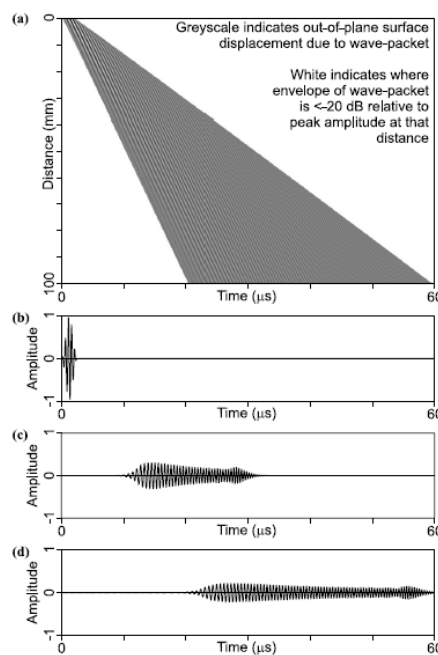 (a)
0
Greyscale indicates out-of-plane surface
displacement due to wave-packet
White indicates where
envelope of wave-packet
is <-20 dB relative to
peak amplitude at that
distance
Distance (mm)
100
0
Time (µs)
60
(b)
1
Amplitude
0
-1
0
Time (µs)
60
(c)
1
Amplitude
0
-1
0
Time (µs)
60
(d)
1
Amplitude
0
-1
0
Time (µs)
60